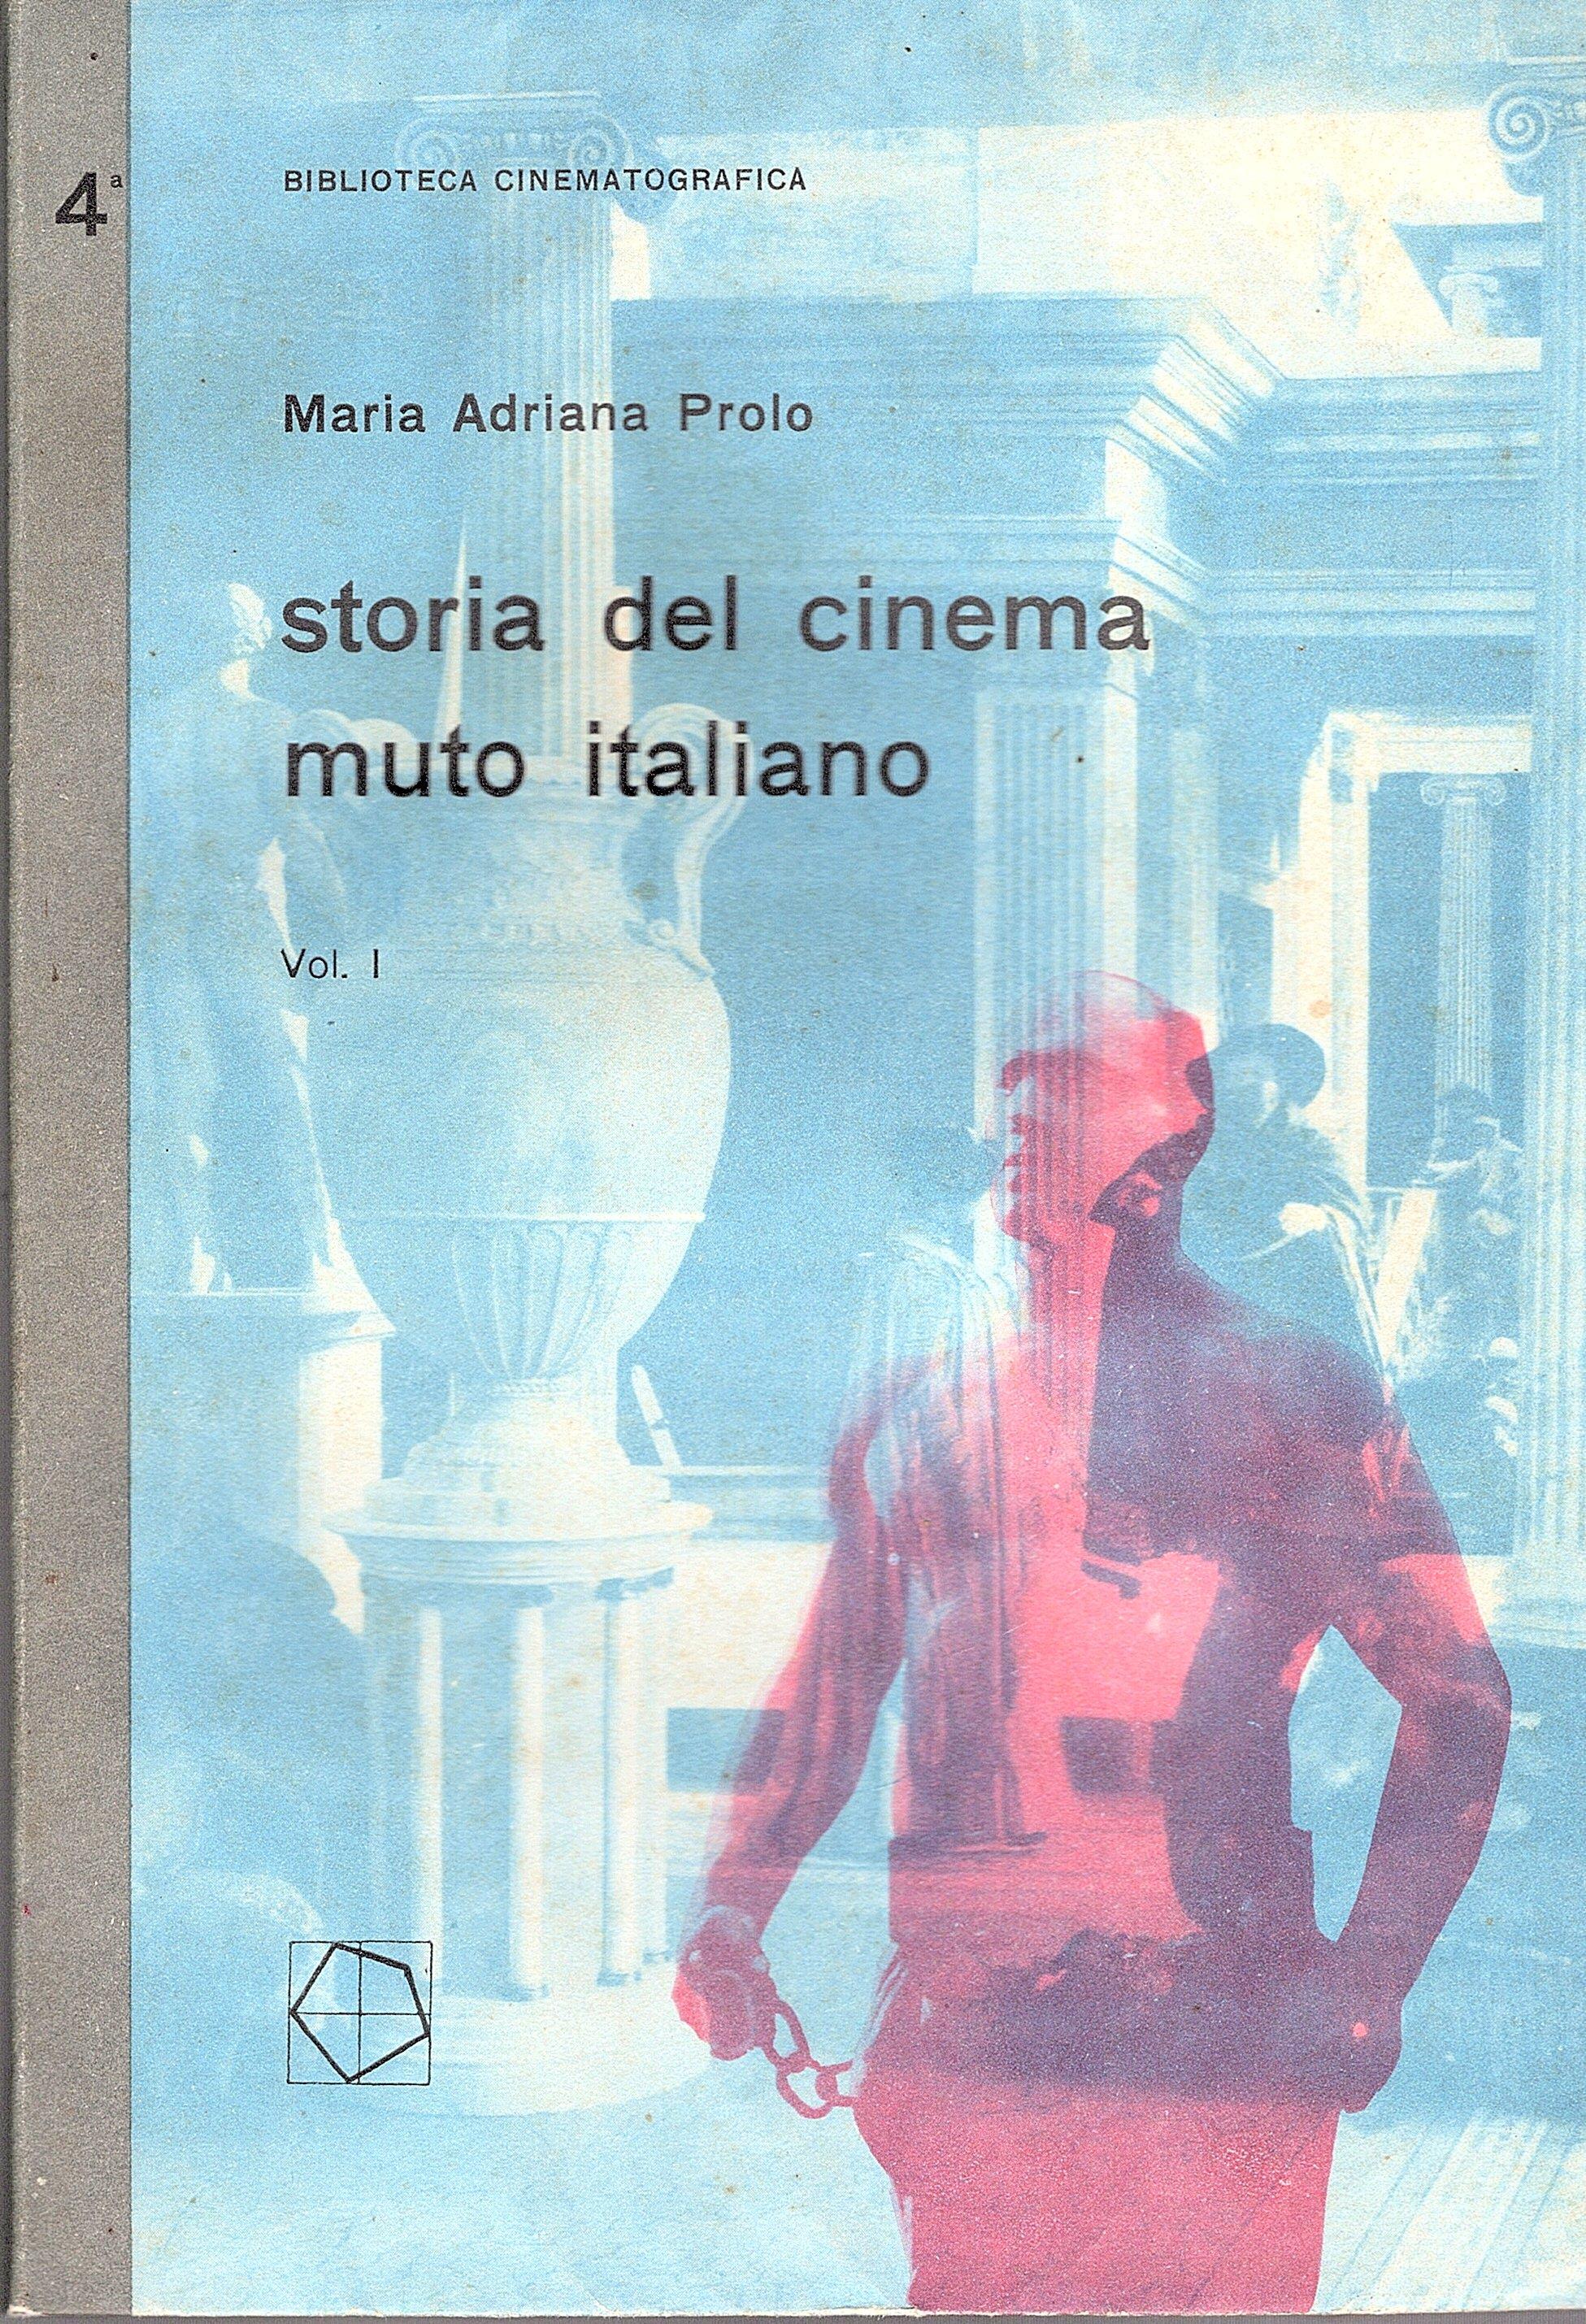 4ª
BIBLIOTECA CINEMATOGRAFICA
Maria Adriana Prolo
storia del cinema
muto italiano
Vol. I